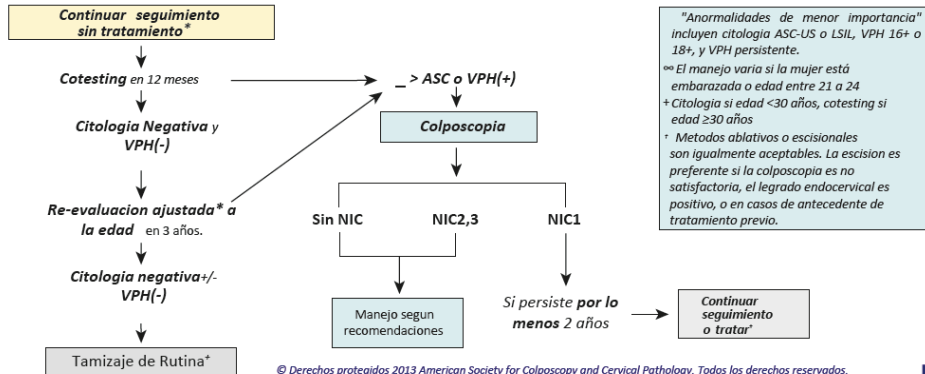 Continuar seguimiento
sin tratamiento*
Cotesting en 12 meses
Citologia Negativa y
VPH(-)
Re-evaluacion ajustada* a
la edad en 3 años.
Citologia negativa+/-
VPH(-)
Tamizaje de Rutina+
_ > ASC o VPH(+)
Colposcopia
Sin NIC
NIC2,3
NIC1
Manejo segun
recomendaciones
Si persiste por lo
menos 2 años
Continuar
seguimiento
o tratar†
"Anormalidades de menor importancia"
incluyen citologia ASC-US o LSIL, VPH 16+ o
18+, y VPH persistente.
∞ El manejo varia si la mujer está
embarazada o edad entre 21 a 24
+ Citologia si edad <30 años, cotesting si
edad ≥30 años
† Metodos ablativos o escisionales
son igualmente aceptables. La escision es
preferente si la colposcopia es no
satisfactoria, el legrado endocervical es
positivo, o en casos de antecedente de
tratamiento previo.
© Derechos protegidos 2013 American Society for Colposcopy and Cervical Pathology. Todos los derechos reservados.